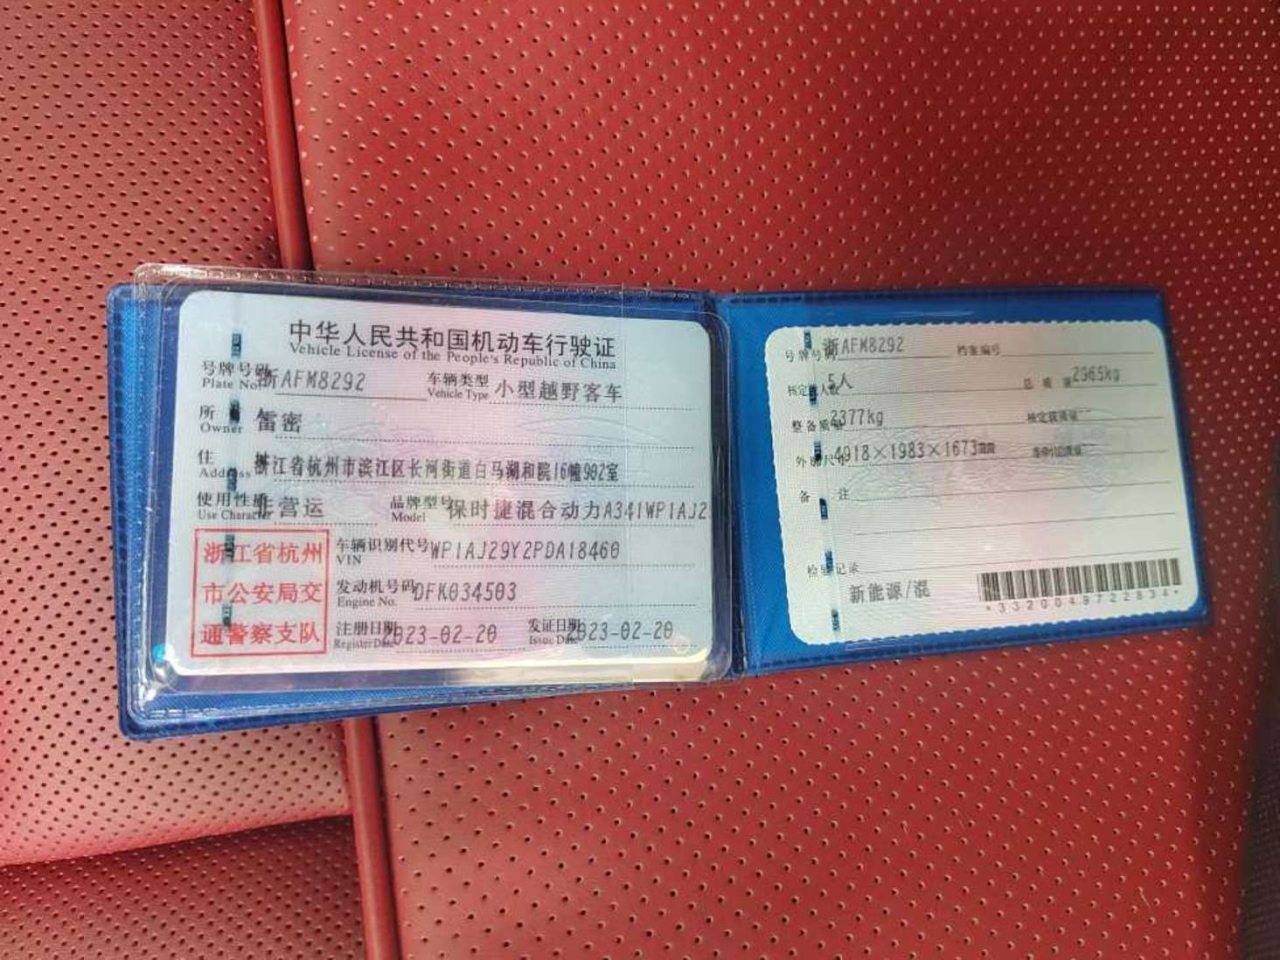 中华人民共和国机动车行驶证
Vehicle License of the People's Republic of China
号牌号码 浙AFM8292 车辆类型 小型越野客车
Plate No. Vehicle Type
所有人 雷密
Owner
住址 浙江省杭州市滨江区长河街道白马湖和院16幢902室
Address
使用性质 非营运 品牌型号 保时捷混合动力A341WP1AJ2
Use Character Model
浙江省杭州
市公安局交
通警察支队
车辆识别代号 WP1AJ29Y2PDA18460
VIN
发动机号码 DFK034503
Engine No.
注册日期 2023-02-20 发证日期 2023-02-20
Register Date Issue Date
号牌号码 浙AFM8292 档案编号
核定载人数 5人 总质量 2965kg
整备质量 2377kg 核定载质量 --
外廓尺寸 4918×1983×1673mm
备注
检验记录
新能源/混
*3320049722834*